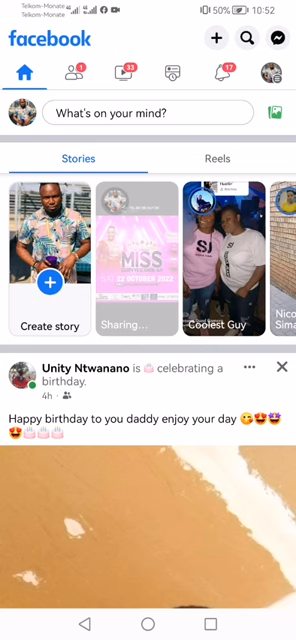 Telkom-Monate
Telkom-Monate
50% 10:52
facebook
1
33
17
What's on your mind?
Stories
Reels
MISS
22 OCTOBER 2022
SJ
Create story
Sharing...
Coolest Guy
Nico
Sima
Unity Ntwanano is 🎂 celebrating a
birthday.
4h ·
Happy birthday to you daddy enjoy your day 😘😍😍
😍🎂🎂🎂